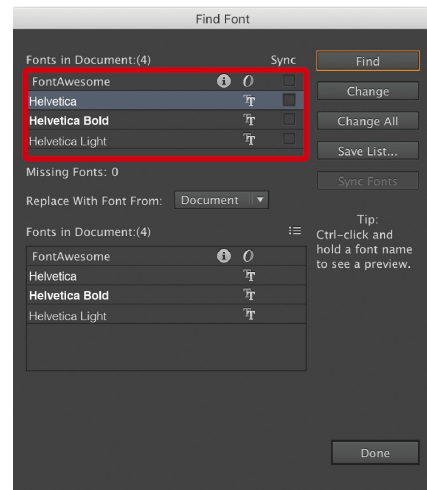 Find Font
Fonts in Document:(4) Sync
FontAwesome
Helvetica
Helvetica Bold
Helvetica Light
Missing Fonts: 0
Replace With Font From: Document
Fonts in Document:(4)
FontAwesome
Helvetica
Helvetica Bold
Helvetica Light
Find
Change
Change All
Save List...
Sync Fonts
Tip:
Ctrl-click and
hold a font name
to see a preview.
Done